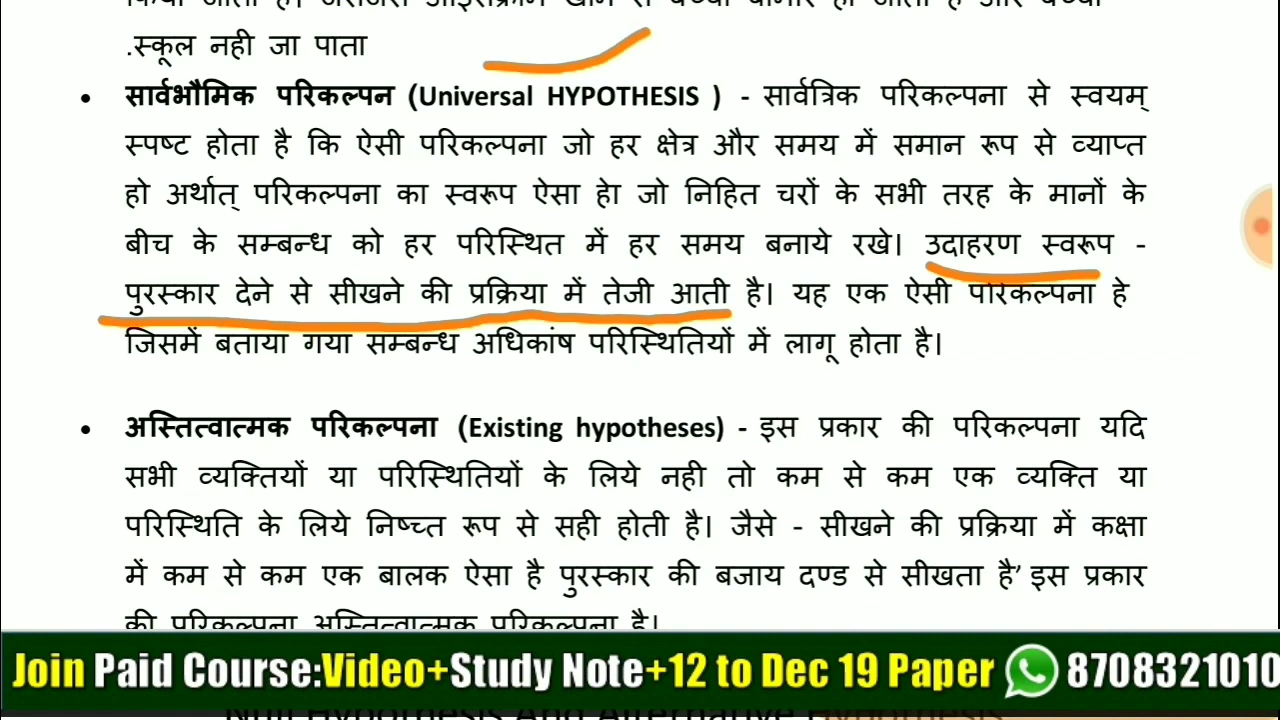 .स्कूल नही जा पाता
• सार्वभौमिक परिकल्पन (Universal HYPOTHESIS ) - सार्वत्रिक परिकल्पना से स्वयम्
स्पष्ट होता है कि ऐसी परिकल्पना जो हर क्षेत्र और समय में समान रूप से व्याप्त
हो अर्थात् परिकल्पना का स्वरूप ऐसा हेा जो निहित चरों के सभी तरह के मानों के
बीच के सम्बन्ध को हर परिस्थित में हर समय बनाये रखे। उदाहरण स्वरूप -
पुरस्कार देने से सीखने की प्रक्रिया में तेजी आती है। यह एक ऐसी परिकल्पना हे
जिसमें बताया गया सम्बन्ध अधिकांष परिस्थितियों में लागू होता है।
• अस्तित्वात्मक परिकल्पना (Existing hypotheses) - इस प्रकार की परिकल्पना यदि
सभी व्यक्तियों या परिस्थितियों के लिये नही तो कम से कम एक व्यक्ति या
परिस्थिति के लिये निष्च्त रूप से सही होती है। जैसे - सीखने की प्रक्रिया में कक्षा
में कम से कम एक बालक ऐसा है पुरस्कार की बजाय दण्ड से सीखता है’ इस प्रकार
की परिकल्पना अस्तित्वात्मक परिकल्पना है।
Join Paid Course:Video+Study Note+12 to Dec 19 Paper 8708321010
Null Hypothesis And Alternative Hypothesis